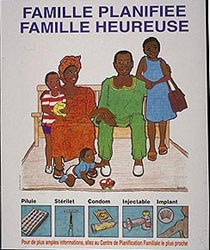 FAMILLE PLANIFIEE
FAMILLE HEUREUSE
Pilule Stérilet Condom Injectable Implant
Pour de plus amples informations, allez au Centre de Planification Familiale le plus proche